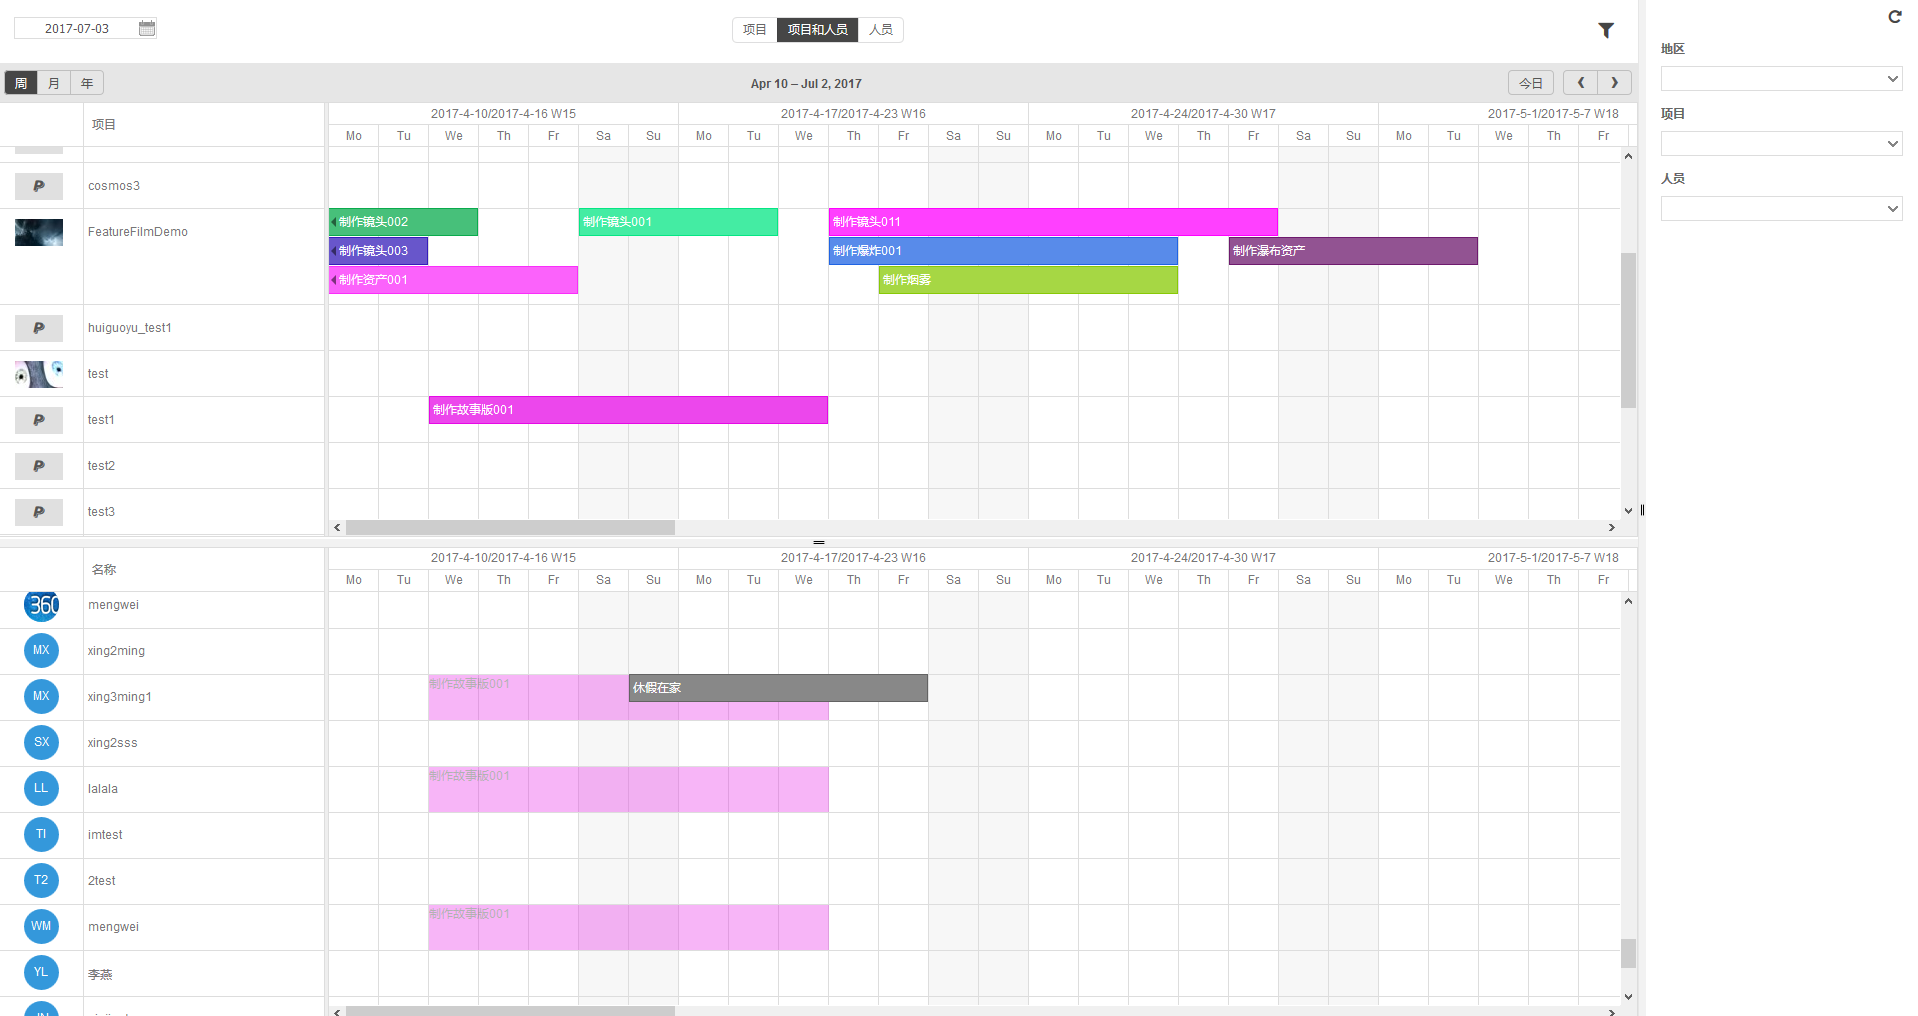 2017-07-03
项目 项目和人员 人员
周 月 年
Apr 10 – Jul 2, 2017
今日
项目
2017-4-10/2017-4-16 W15 2017-4-17/2017-4-23 W16 2017-4-24/2017-4-30 W17 2017-5-1/2017-5-7 W18
Mo Tu We Th Fr Sa Su Mo Tu We Th Fr Sa Su Mo Tu We Th Fr Sa Su Mo Tu We Th Fr
cosmos3
FeatureFilmDemo
制作镜头002 制作镜头001 制作镜头011
制作镜头003 制作爆炸001 制作瀑布资产
制作资产001 制作烟雾
huiguoyu_test1
test
test1
制作故事版001
test2
test3
名称
2017-4-10/2017-4-16 W15 2017-4-17/2017-4-23 W16 2017-4-24/2017-4-30 W17 2017-5-1/2017-5-7 W18
Mo Tu We Th Fr Sa Su Mo Tu We Th Fr Sa Su Mo Tu We Th Fr Sa Su Mo Tu We Th Fr
360 mengwei
MX xing2ming
MX xing3ming1
制作故事版001 休假在家
SX xing2sss
LL lalala
制作故事版001
TI imtest
T2 2test
WM mengwei
制作故事版001
YL 李燕
地区
项目
人员